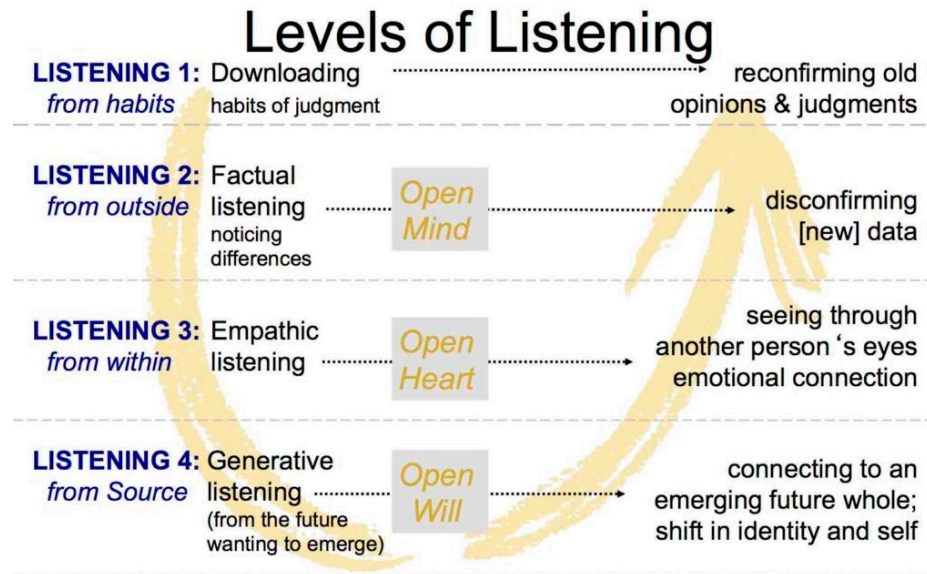 Levels of Listening
LISTENING 1: Downloading
from habits habits of judgment
reconfirming old
opinions & judgments
LISTENING 2: Factual
from outside listening
noticing
differences
Open
Mind
disconfirming
[new] data
LISTENING 3: Empathic
from within listening
Open
Heart
seeing through
another person ‘s eyes
emotional connection
LISTENING 4: Generative
from Source listening
(from the future
wanting to emerge)
Open
Will
connecting to an
emerging future whole;
shift in identity and self